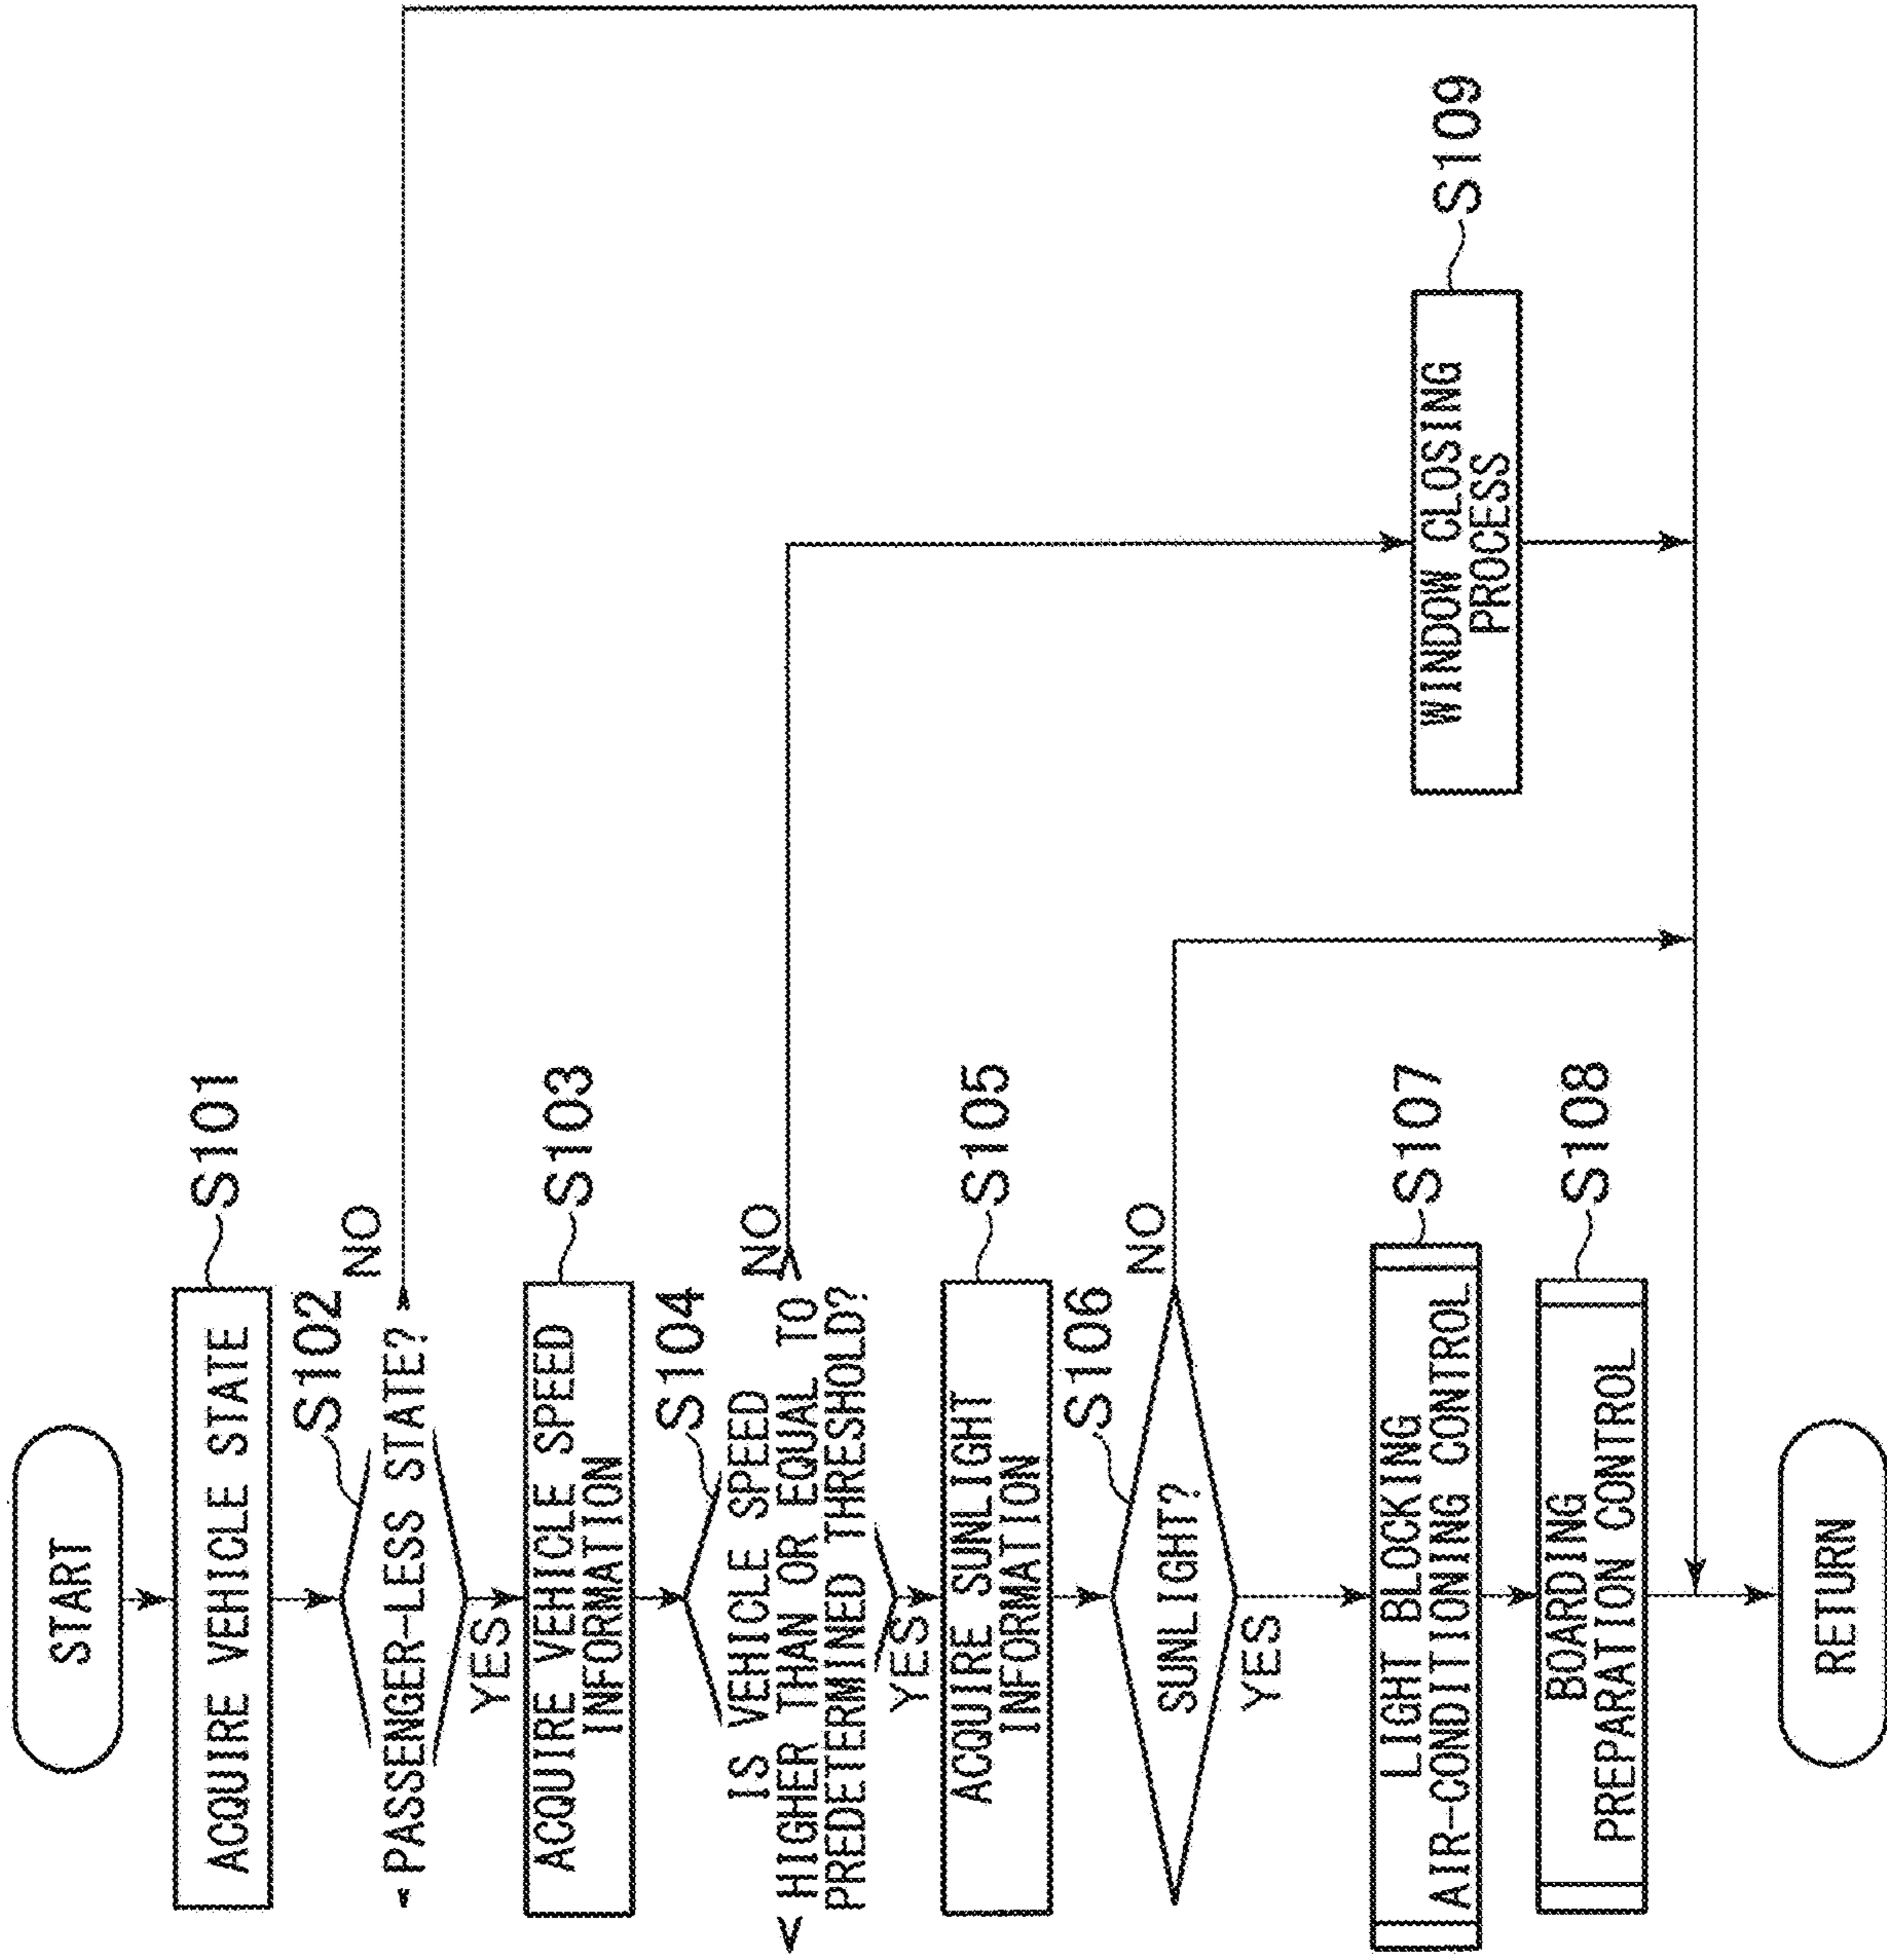 START
ACQUIRE VEHICLE STATE
S101
S102
PASSENGER-LESS STATE?
NO
YES
ACQUIRE VEHICLE SPEED
INFORMATION
S103
S104
IS VEHICLE SPEED
HIGHER THAN OR EQUAL TO
PREDETERMINED THRESHOLD?
NO
YES
ACQUIRE SUNLIGHT
INFORMATION
S105
S106
SUNLIGHT?
NO
YES
LIGHT BLOCKING
AIR-CONDITIONING CONTROL
S107
WINDOW CLOSING
PROCESS
S109
BOARDING
PREPARATION CONTROL
S108
RETURN